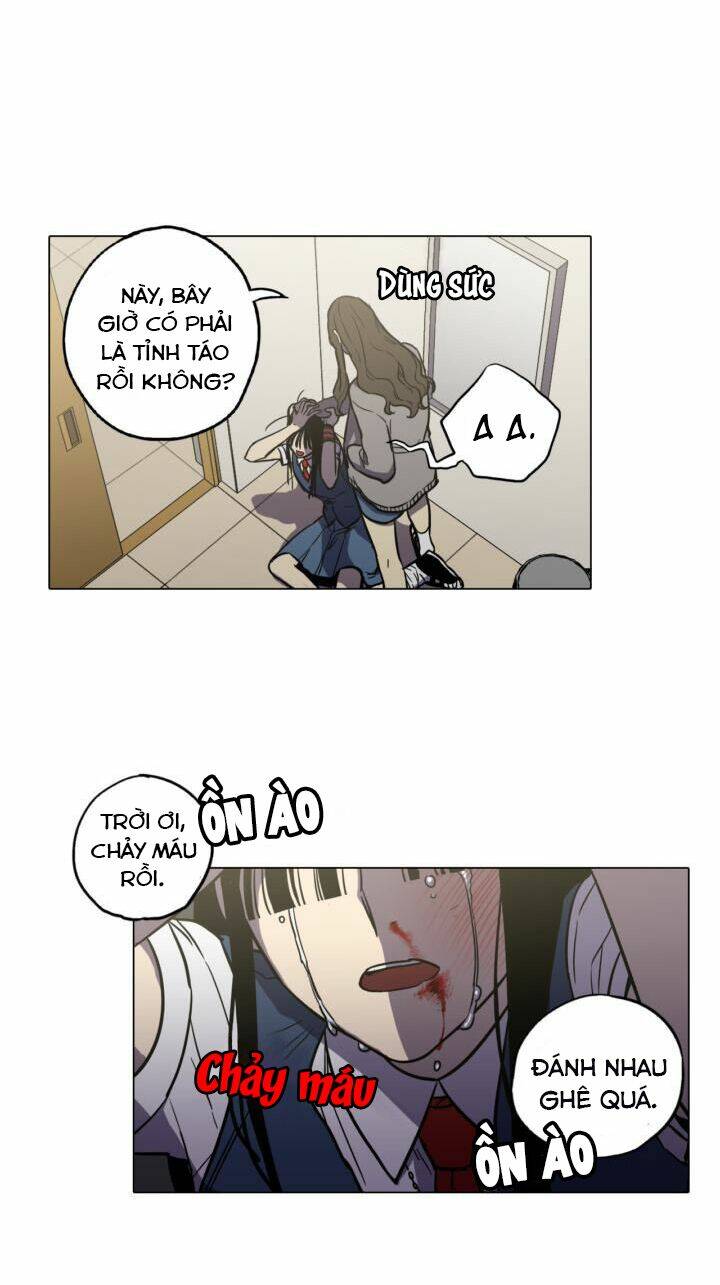 NÀY, BÂY
GIỜ CÓ PHẢI
LÀ TỈNH TÁO
RỒI KHÔNG?
DÙNG SỨC
A A.
TRỜI ƠI,
CHẢY MÁU
RỒI.
ỒN ÀO
Chảy máu
ĐÁNH NHAU
GHÊ QUÁ.
ỒN ÀO